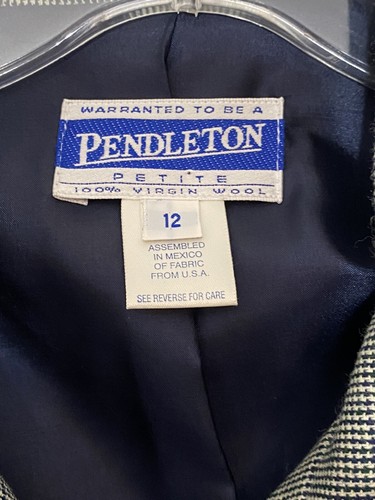 WARRANTED TO BE A
PENDLETON
PETITE
100% VIRGIN WOOL
12
ASSEMBLED
IN MEXICO
OF FABRIC
FROM U.S.A.
SEE REVERSE FOR CARE